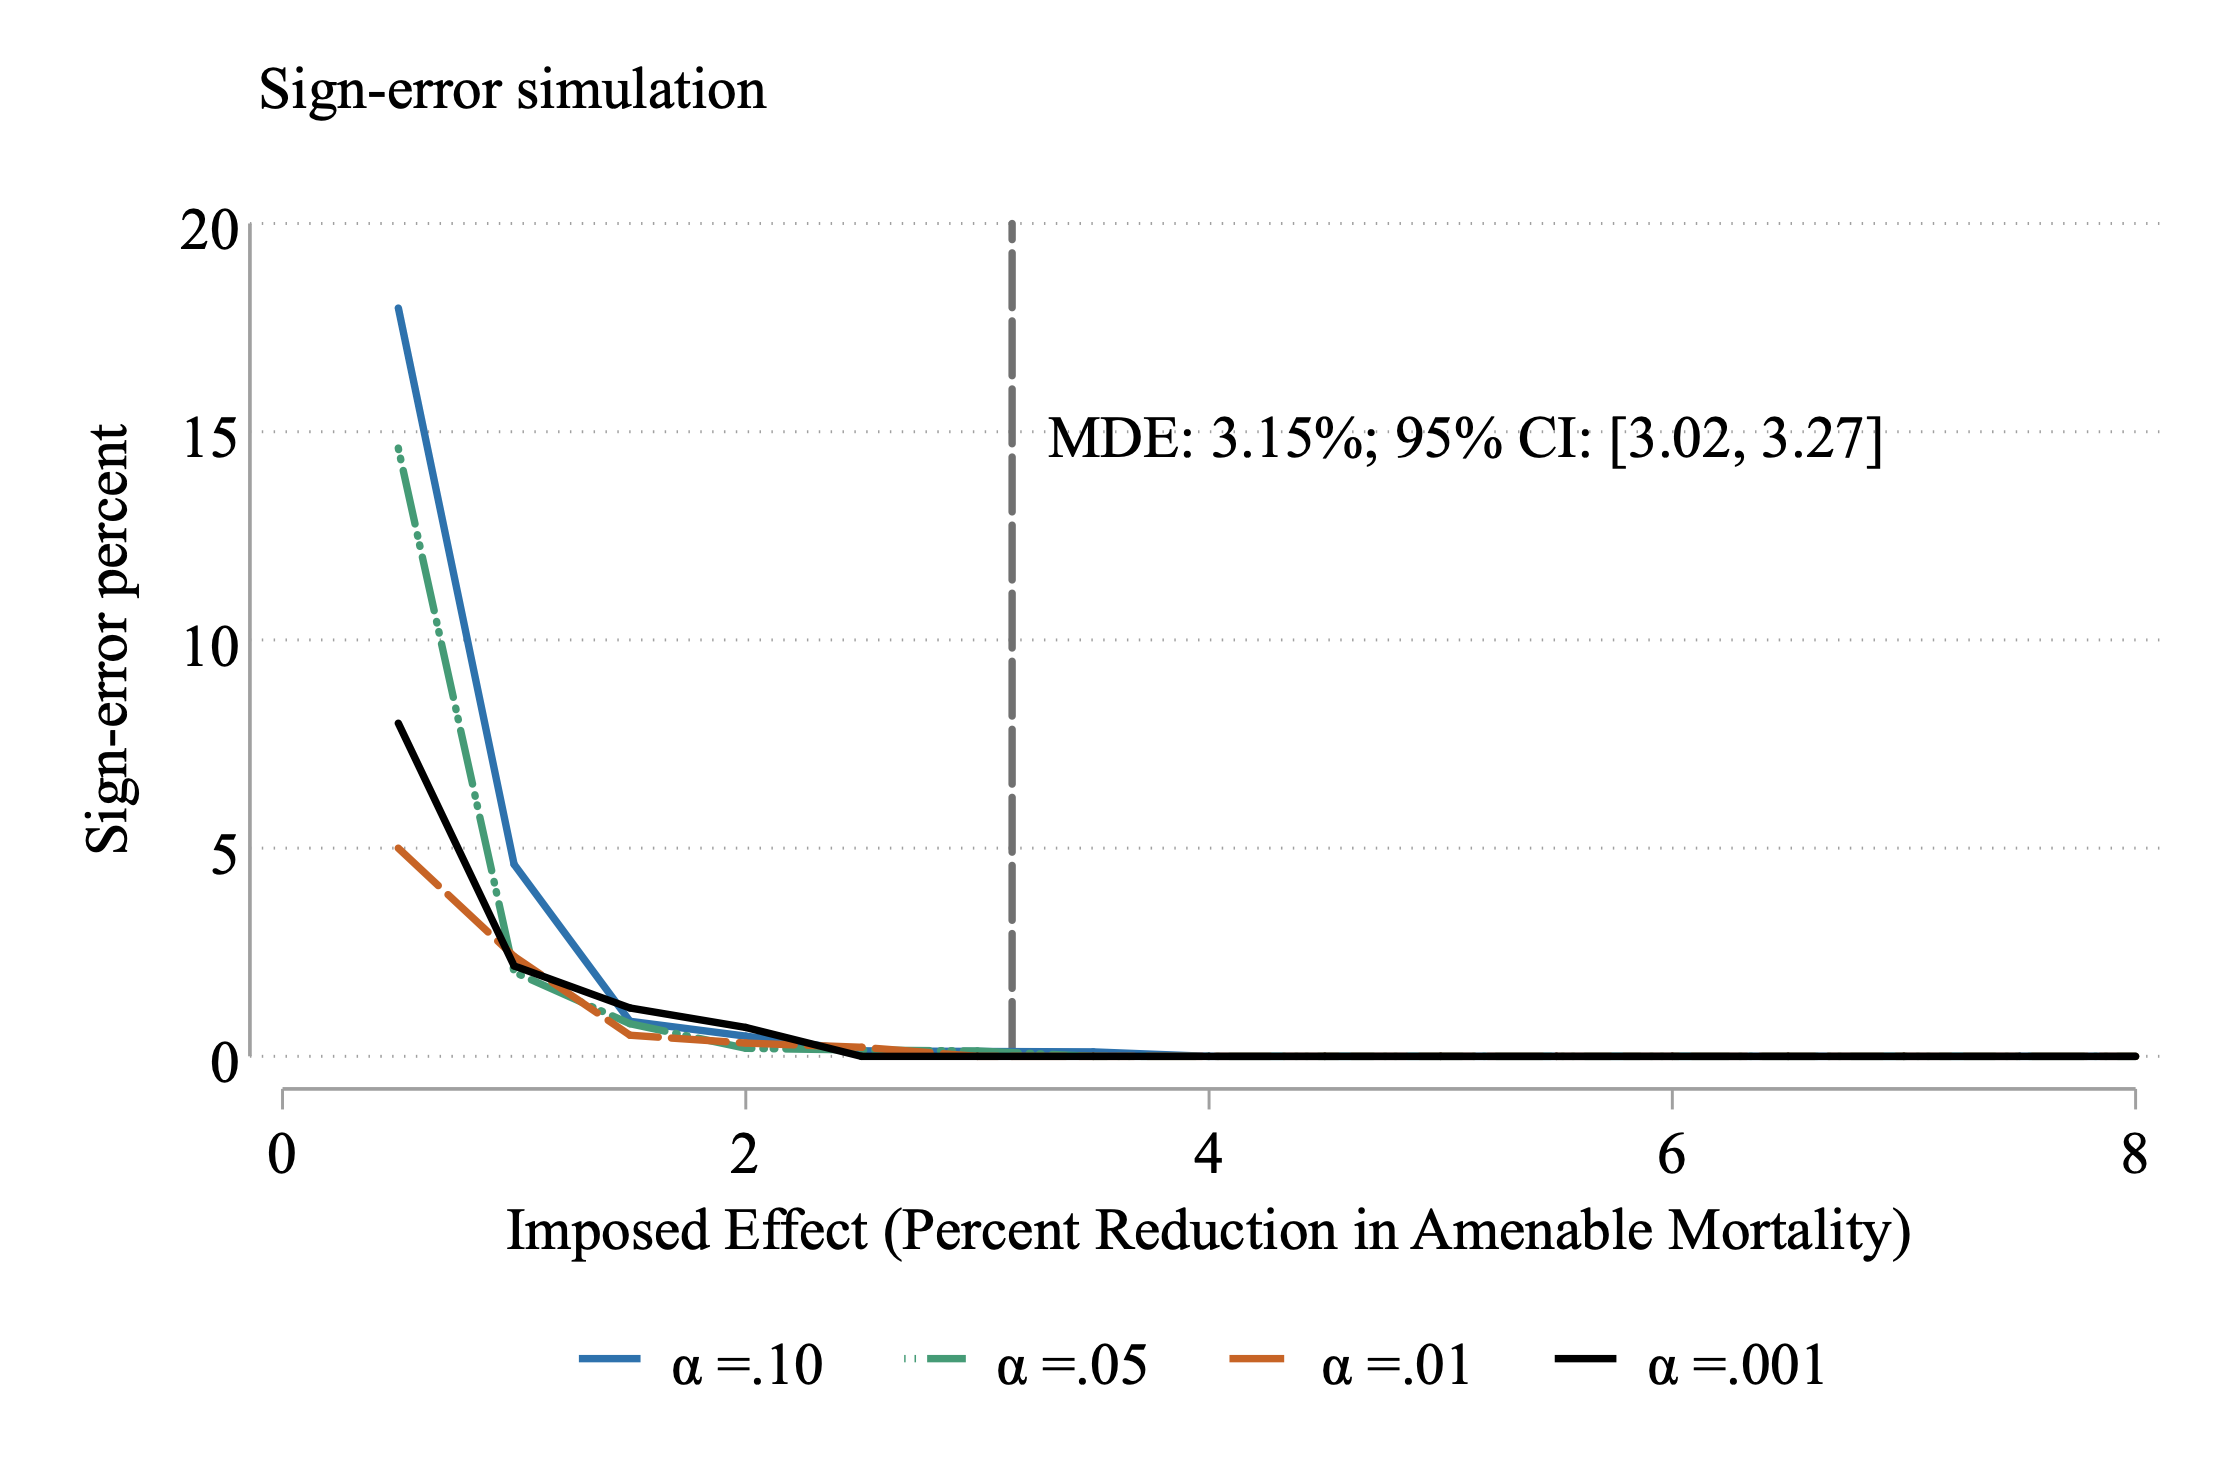 Sign-error simulation
20
15
10
5
0
Sign-error percent
MDE: 3.15%; 95% CI: [3.02, 3.27]
0 2 4 6 8
Imposed Effect (Percent Reduction in Amenable Mortality)
α =.10 α =.05 α =.01 α =.001